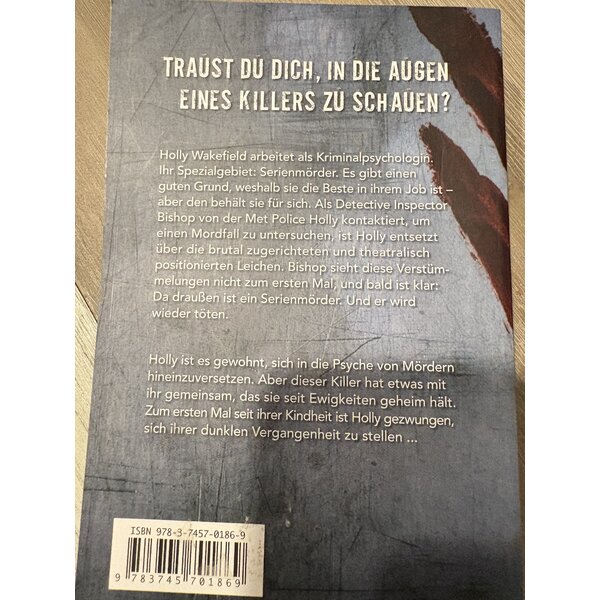 TRAUST DU DICH, IN DIE AUGEN
EINES KILLERS ZU SCHAUEN?
Holly Wakefield arbeitet als Kriminalpsychologin.
Ihr Spezialgebiet: Serienmörder. Es gibt einen
guten Grund, weshalb sie die Beste in ihrem Job ist –
aber den behält sie für sich. Als Detective Inspector
Bishop von der Met Police Holly kontaktiert, um
einen Mordfall zu untersuchen, ist Holly entsetzt
über die brutal zugerichteten und theatralisch
positionierten Leichen. Bishop sieht diese Verstüm-
melungen nicht zum ersten Mal, und bald ist klar:
Da draußen ist ein Serienmörder. Und er wird
wieder töten.
Holly ist es gewohnt, sich in die Psyche von Mördern
hineinzuversetzen. Aber dieser Killer hat etwas mit
ihr gemeinsam, das sie seit Ewigkeiten geheim hält.
Zum ersten Mal seit ihrer Kindheit ist Holly gezwungen,
sich ihrer dunklen Vergangenheit zu stellen ...
ISBN 978-3-7457-0186-9
9 783745 701869